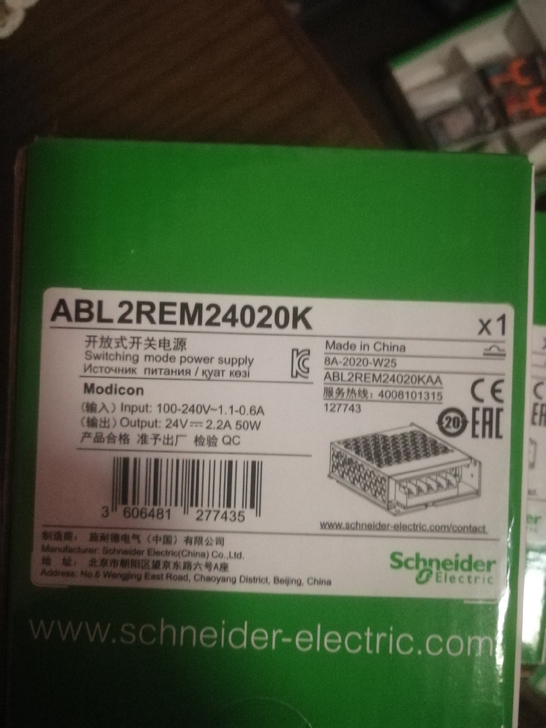 ABL2REM24020K
x1
开放式开关电源
Switching mode power supply
Источник питания / қуат көзі
Modicon
(输入) Input: 100-240V~1.1-0.6A
(输出) Output: 24V⎓ 2.2A 50W
产品合格 准予出厂 检验 QC
Made in China
8A-2020-W25
ABL2REM24020KAA
服务热线: 4008101315
127743
CE
20
EAC
3 606481 277435
www.schneider-electric.com/contact
制造商: 施耐德电气（中国）有限公司
Manufacturer: Schneider Electric(China) Co.,Ltd.
地 址: 北京市朝阳区望京东路六号A座
Address: No.6 Wangjing East Road, Chaoyang District, Beijing, China
Schneider
Electric
www.schneider-electric.com